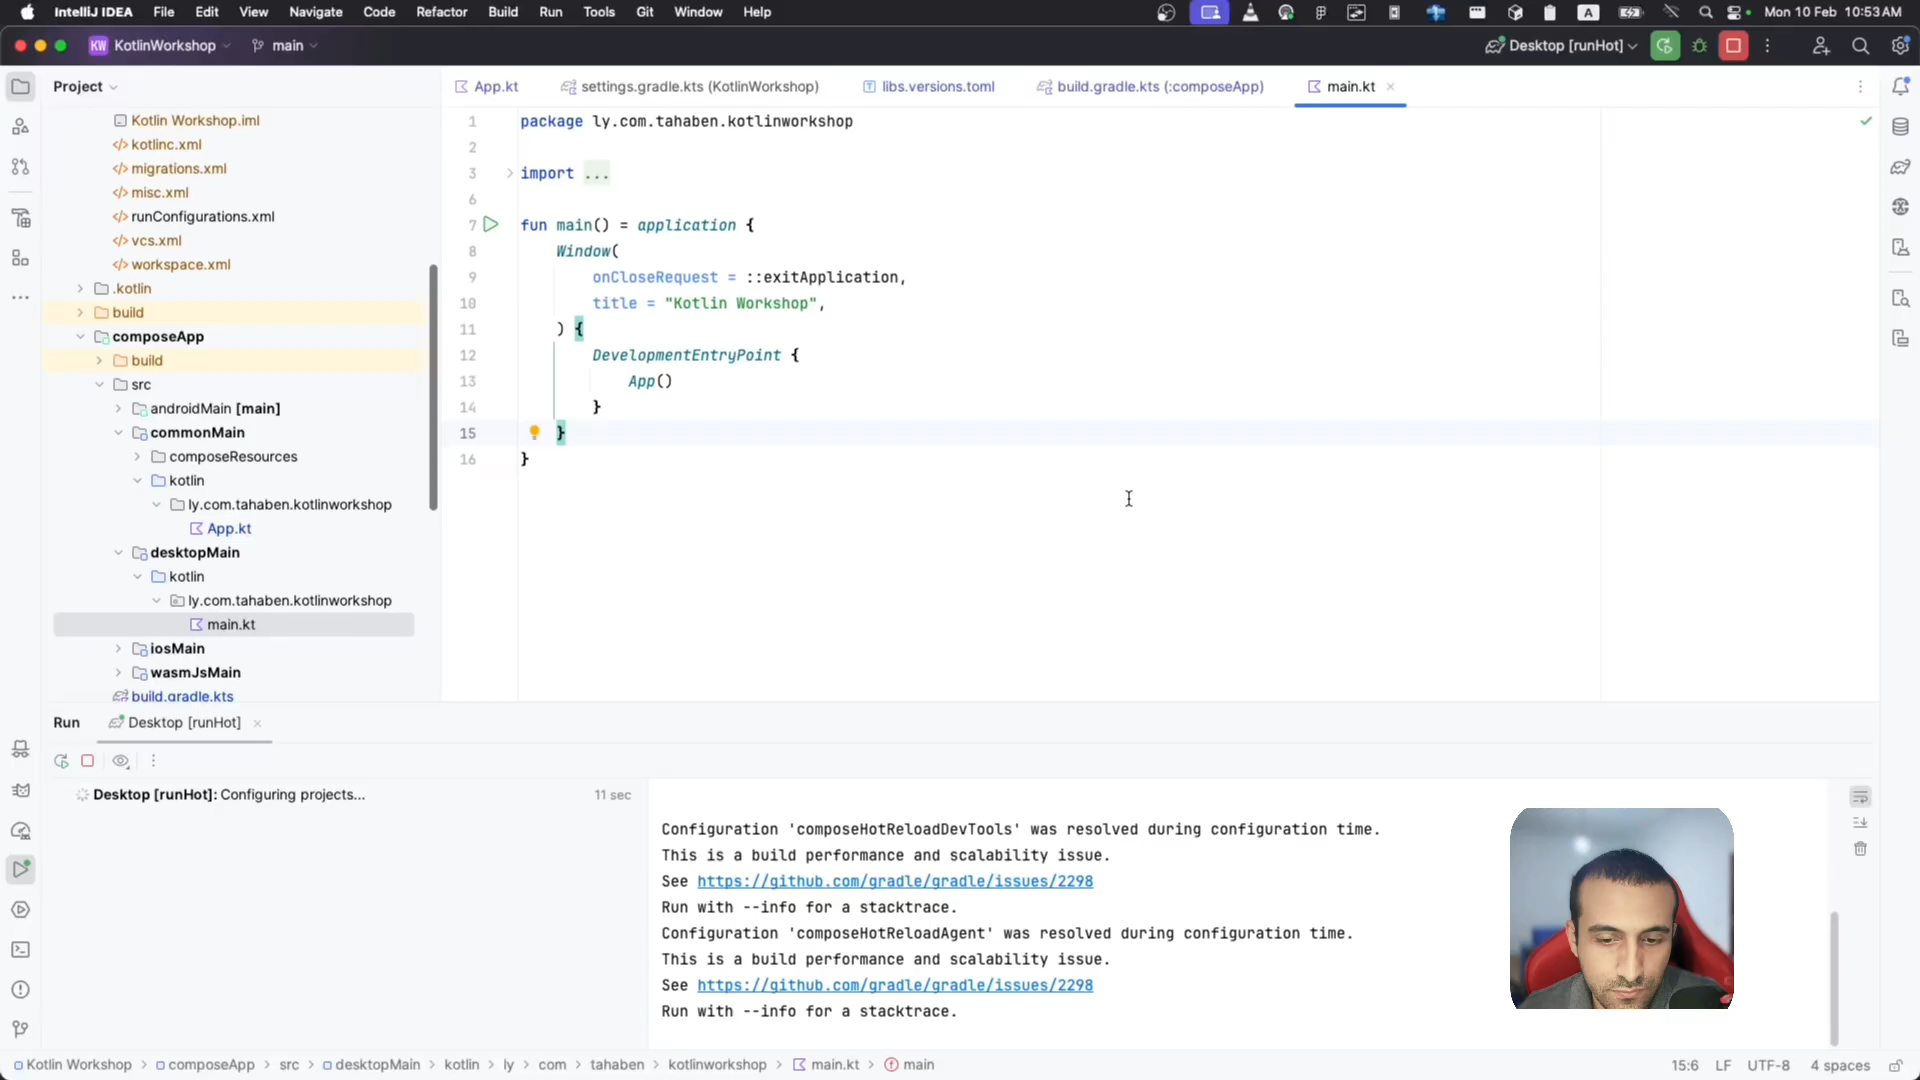 IntelliJ IDEA File Edit View Navigate Code Refactor Build Run Tools Git Window Help A Mon 10 Feb 10:53 AM
KW KotlinWorkshop main Desktop [runHot]
Project
App.kt settings.gradle.kts (KotlinWorkshop) libs.versions.toml build.gradle.kts (:composeApp) main.kt
Kotlin Workshop.iml
kotlinc.xml
migrations.xml
misc.xml
runConfigurations.xml
vcs.xml
workspace.xml
.kotlin
build
composeApp
build
src
androidMain [main]
commonMain
composeResources
kotlin
ly.com.tahaben.kotlinworkshop
App.kt
desktopMain
kotlin
ly.com.tahaben.kotlinworkshop
main.kt
iosMain
wasmJsMain
build.gradle.kts
1 package ly.com.tahaben.kotlinworkshop
2
3 import ...
6
7 fun main() = application {
8 Window(
9 onCloseRequest = ::exitApplication,
10 title = "Kotlin Workshop",
11 ) {
12 DevelopmentEntryPoint {
13 App()
14 }
15 }
16 }
Run Desktop [runHot]
Desktop [runHot]: Configuring projects... 11 sec
Configuration 'composeHotReloadDevTools' was resolved during configuration time.
This is a build performance and scalability issue.
See https://github.com/gradle/gradle/issues/2298
Run with --info for a stacktrace.
Configuration 'composeHotReloadAgent' was resolved during configuration time.
This is a build performance and scalability issue.
See https://github.com/gradle/gradle/issues/2298
Run with --info for a stacktrace.
Kotlin Workshop > composeApp > src > desktopMain > kotlin > ly > com > tahaben > kotlinworkshop > main.kt > main 15:6 LF UTF-8 4 spaces